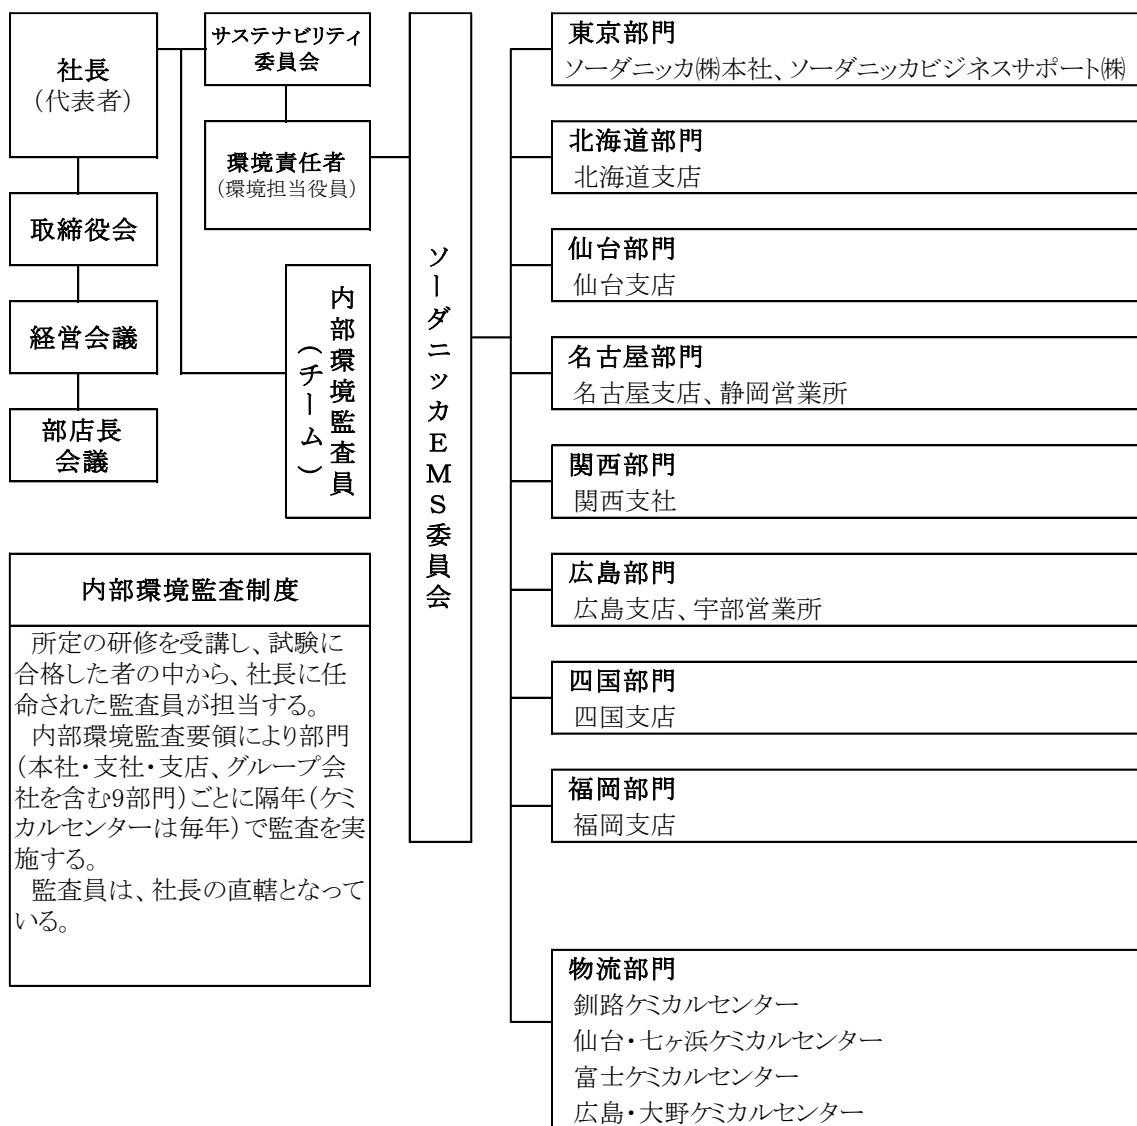 社長
(代表者)
取締役会
経営会議
部店長
会議
サステナビリティ
委員会
環境責任者
(環境担当役員)
内部環境監査員
(チーム)
内部環境監査制度
所定の研修を受講し、試験に
合格した者の中から、社長に任
命された監査員が担当する。
内部環境監査要領により部門
(本社・支社・支店、グループ会
社を含む9部門)ごとに隔年(ケミ
カルセンターは毎年)で監査を実
施する。
監査員は、社長の直轄となって
いる。
ソーダニッカEMS委員会
東京部門
ソーダニッカ㈱本社、ソーダニッカビジネスサポート㈱
北海道部門
北海道支店
仙台部門
仙台支店
名古屋部門
名古屋支店、静岡営業所
関西部門
関西支社
広島部門
広島支店、宇部営業所
四国部門
四国支店
福岡部門
福岡支店
物流部門
釧路ケミカルセンター
仙台・七ヶ浜ケミカルセンター
富士ケミカルセンター
広島・大野ケミカルセンター